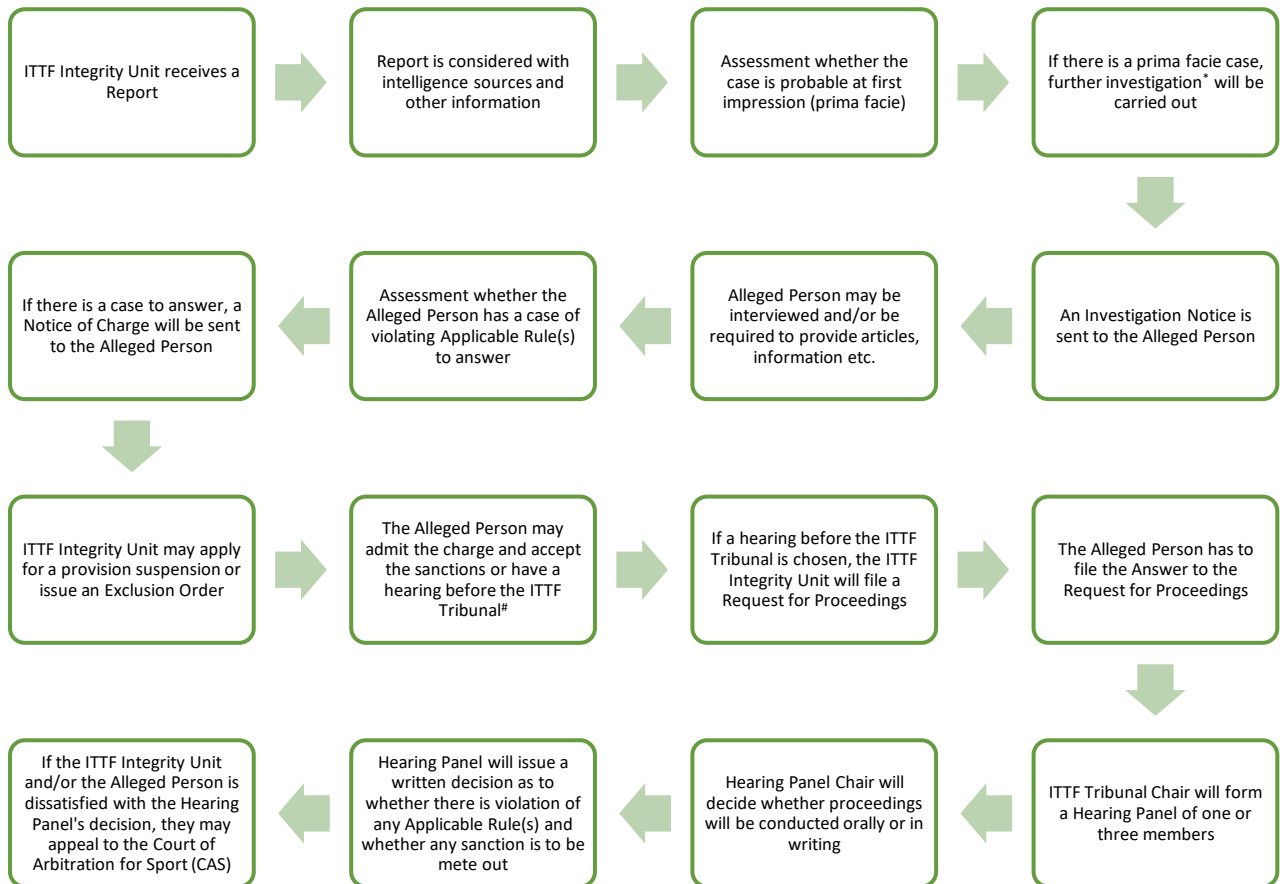 ITTF Integrity Unit receives a
Report
Report is considered with
intelligence sources and
other information
Assessment whether the
case is probable at first
impression (prima facie)
If there is a prima facie case,
further investigation* will be
carried out
An Investigation Notice is
sent to the Alleged Person
Alleged Person may be
interviewed and/or be
required to provide articles,
information etc.
Assessment whether the
Alleged Person has a case of
violating Applicable Rule(s)
to answer
If there is a case to answer, a
Notice of Charge will be sent
to the Alleged Person
ITTF Integrity Unit may apply
for a provision suspension or
issue an Exclusion Order
The Alleged Person may
admit the charge and accept
the sanctions or have a
hearing before the ITTF
Tribunal#
If a hearing before the ITTF
Tribunal is chosen, the ITTF
Integrity Unit will file a
Request for Proceedings
The Alleged Person has to
file the Answer to the
Request for Proceedings
ITTF Tribunal Chair will form
a Hearing Panel of one or
three members
Hearing Panel Chair will
decide whether proceedings
will be conducted orally or in
writing
Hearing Panel will issue a
written decision as to
whether there is violation of
any Applicable Rule(s) and
whether any sanction is to be
mete out
If the ITTF Integrity Unit
and/or the Alleged Person is
dissatisfied with the Hearing
Panel's decision, they may
appeal to the Court of
Arbitration for Sport (CAS)